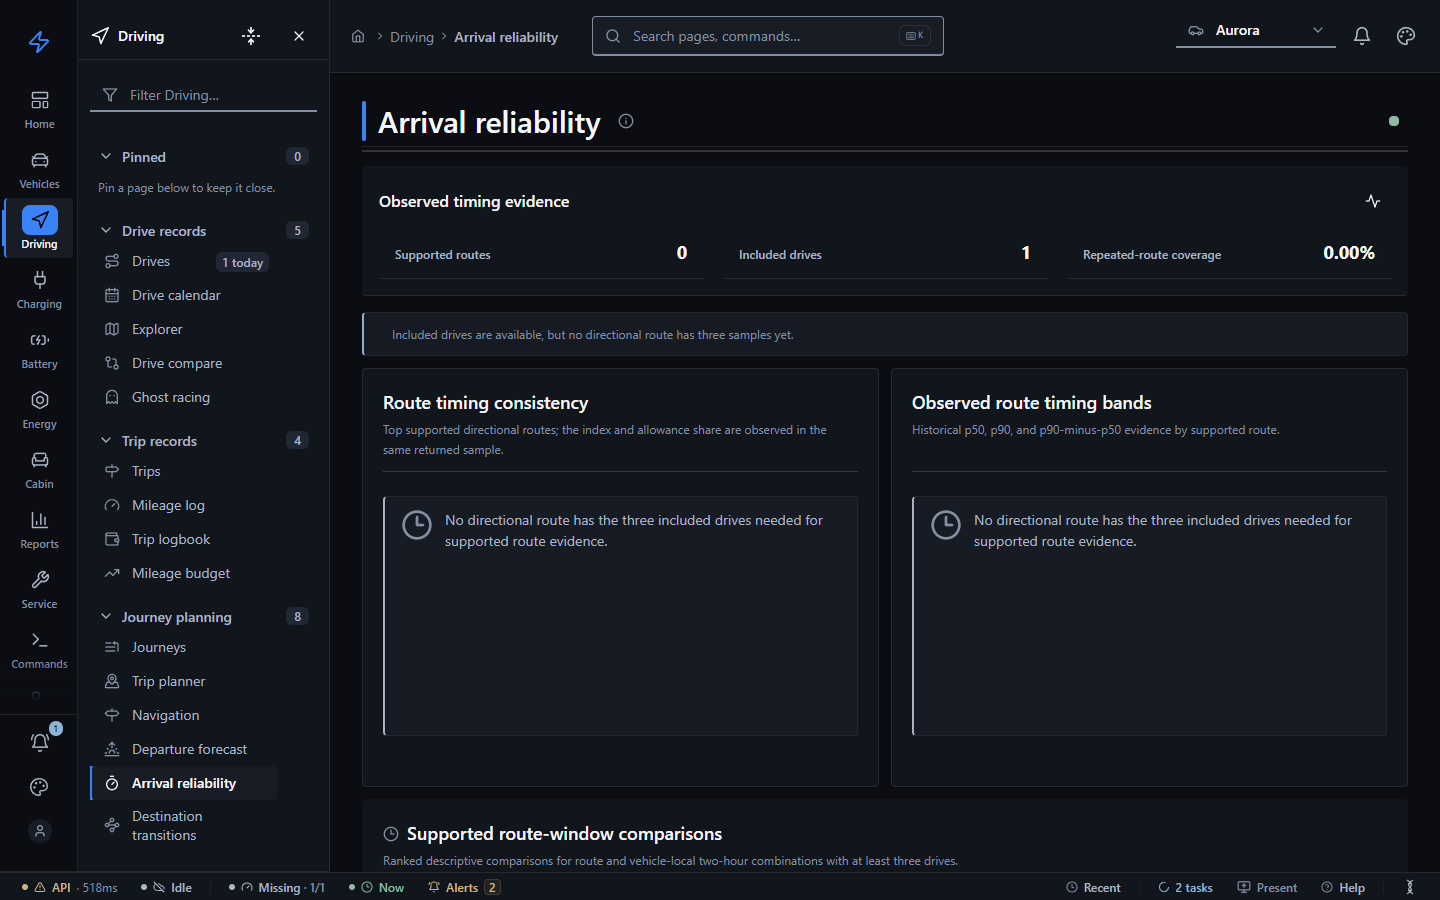 Home
Vehicles
Driving
Charging
Battery
Energy
Cabin
Reports
Service
Commands
1
Driving
Filter Driving...
Pinned 0
Pin a page below to keep it close.
Drive records 5
Drives 1 today
Drive calendar
Explorer
Drive compare
Ghost racing
Trip records 4
Trips
Mileage log
Trip logbook
Mileage budget
Journey planning 8
Journeys
Trip planner
Navigation
Departure forecast
Arrival reliability
Destination
transitions
Driving > Arrival reliability
Search pages, commands... K
Aurora
Arrival reliability
Observed timing evidence
Supported routes 0
Included drives 1
Repeated-route coverage 0.00%
Included drives are available, but no directional route has three samples yet.
Route timing consistency
Top supported directional routes; the index and allowance share are observed in the
same returned sample.
No directional route has the three included drives needed for
supported route evidence.
Observed route timing bands
Historical p50, p90, and p90-minus-p50 evidence by supported route.
No directional route has the three included drives needed for
supported route evidence.
Supported route-window comparisons
Ranked descriptive comparisons for route and vehicle-local two-hour combinations with at least three drives.
API · 518ms Idle Missing · 1/1 Now Alerts 2 Recent 2 tasks Present Help